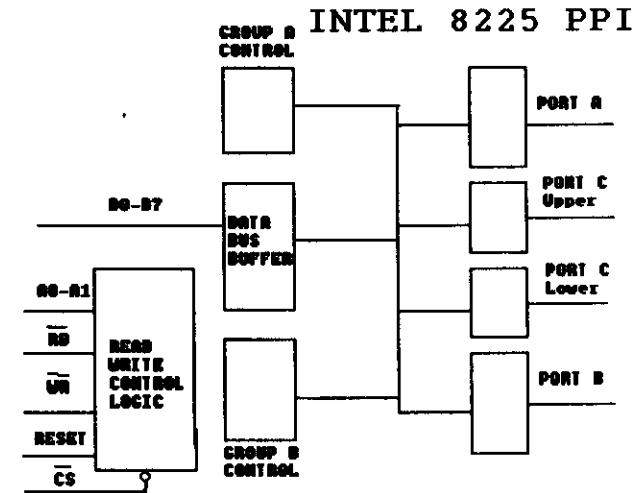 INTEL 8225 PPI
GROUP A
CONTROL
PORT A
PORT C
Upper
D0-D7
DATA
BUS
BUFFER
PORT C
Lower
A0-A1
RD
READ
WRITE
CONTROL
LOGIC
WR
PORT B
RESET
GROUP B
CONTROL
CS